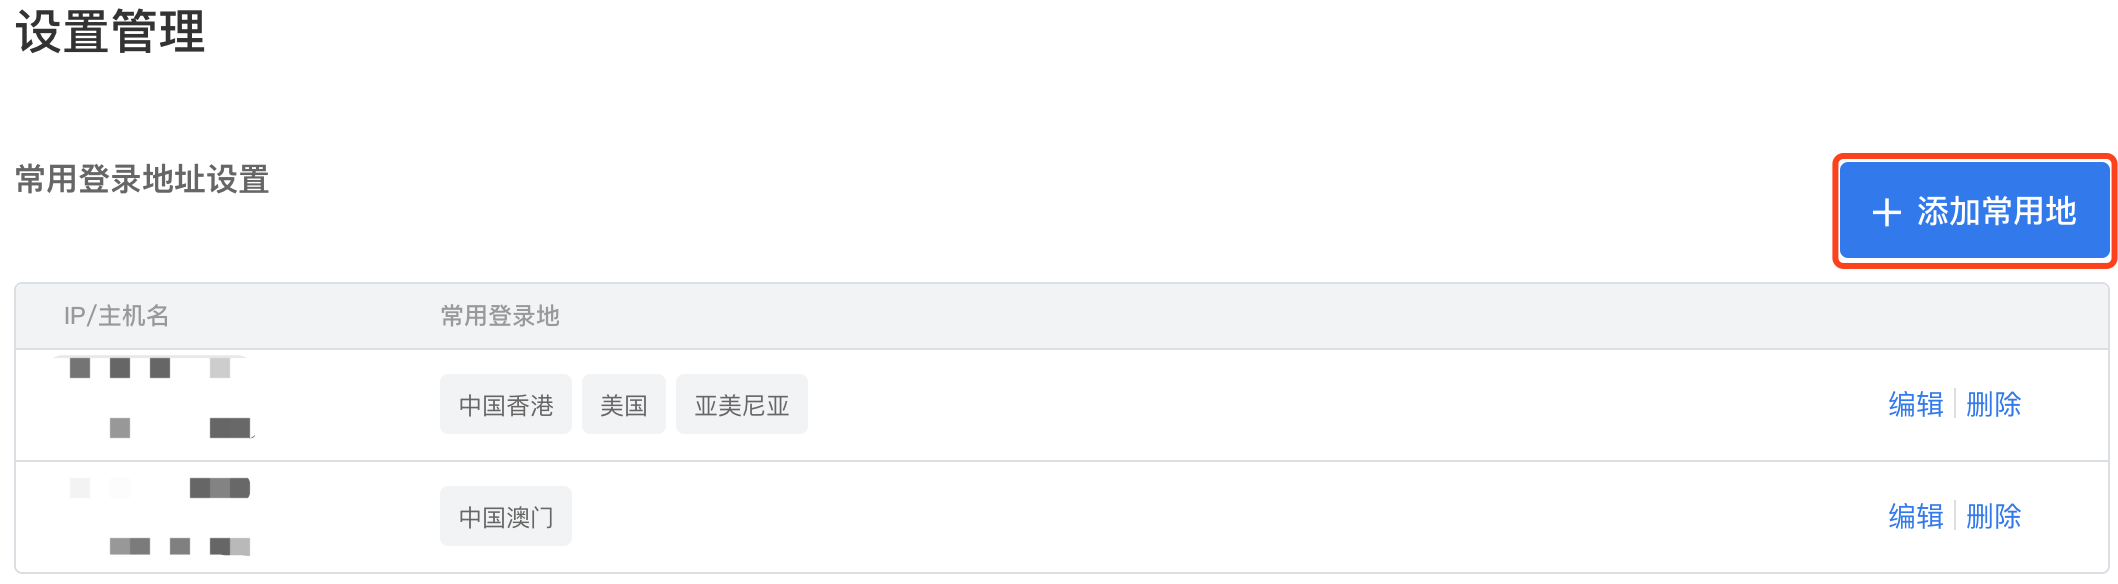 设置管理
常用登录地址设置
+ 添加常用地
IP/主机名 常用登录地
中国香港 美国 亚美尼亚 编辑 删除
中国澳门 编辑 删除